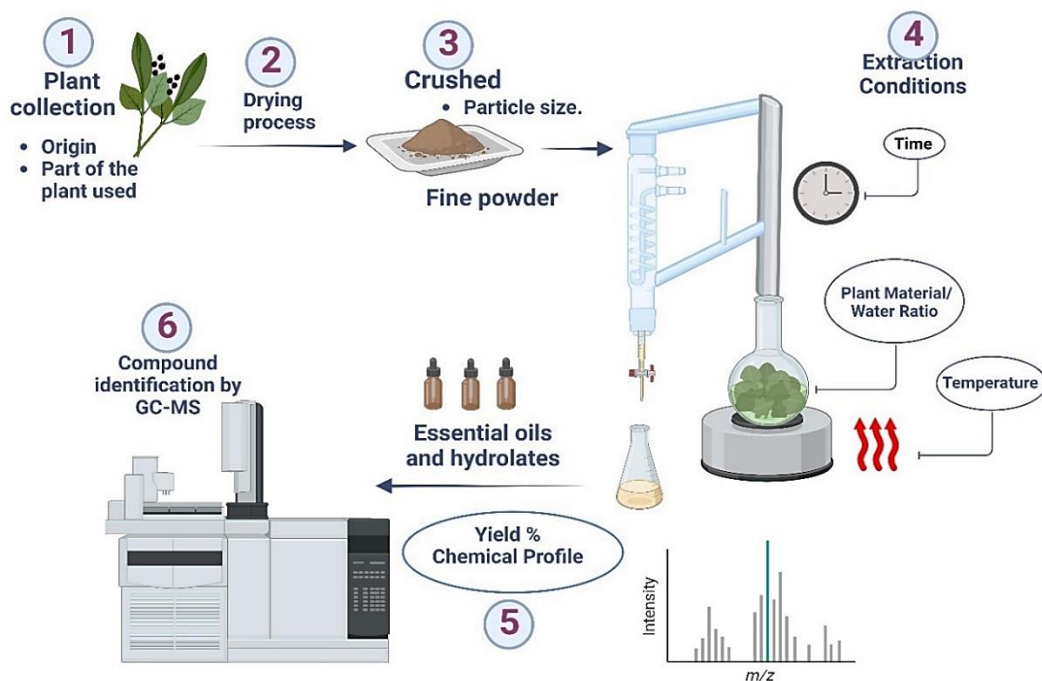 1
Plant
collection
• Origin
• Part of the
plant used
2
Drying
process
3
Crushed
• Particle size.
Fine powder
4
Extraction
Conditions
Time
Plant Material/
Water Ratio
Temperature
6
Compound
identification by
GC-MS
Essential oils
and hydrolates
Yield %
Chemical Profile
5
Intensity
m/z